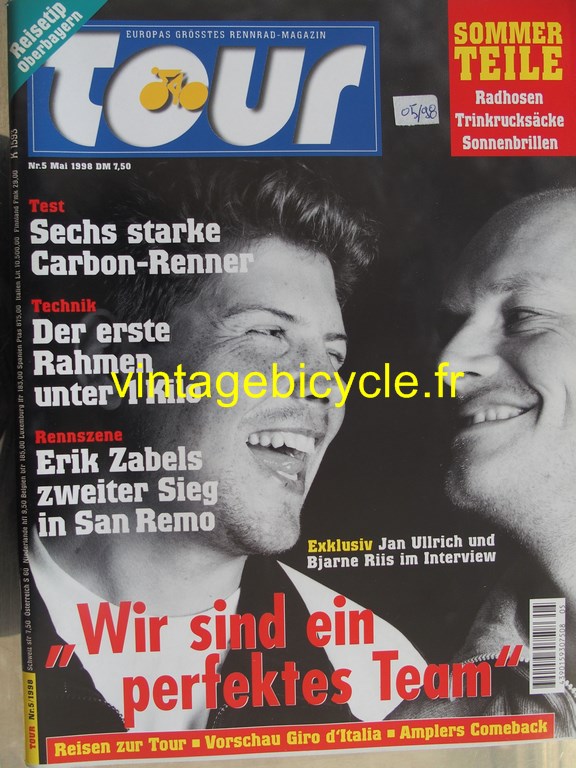 Reisetip
Oberbayern
EUROPAS GRÖSSTES RENNRAD-MAGAZIN
tour
Nr.5 Mai 1998 DM 7,50
05/98
SOMMER
TEILE
Radhosen
Trinkrucksäcke
Sonnenbrillen
Test
Sechs starke
Carbon-Renner
Technik
Der erste
Rahmen
unter 1 Kilo
vintagebicycle.fr
Rennszene
Erik Zabels
zweiter Sieg
in San Remo
Exklusiv Jan Ullrich und
Bjarne Riis im Interview
„Wir sind ein
perfektes Team“
Reisen zur Tour ■ Vorschau Giro d'Italia ■ Amplers Comeback
TOUR Nr.5/1998